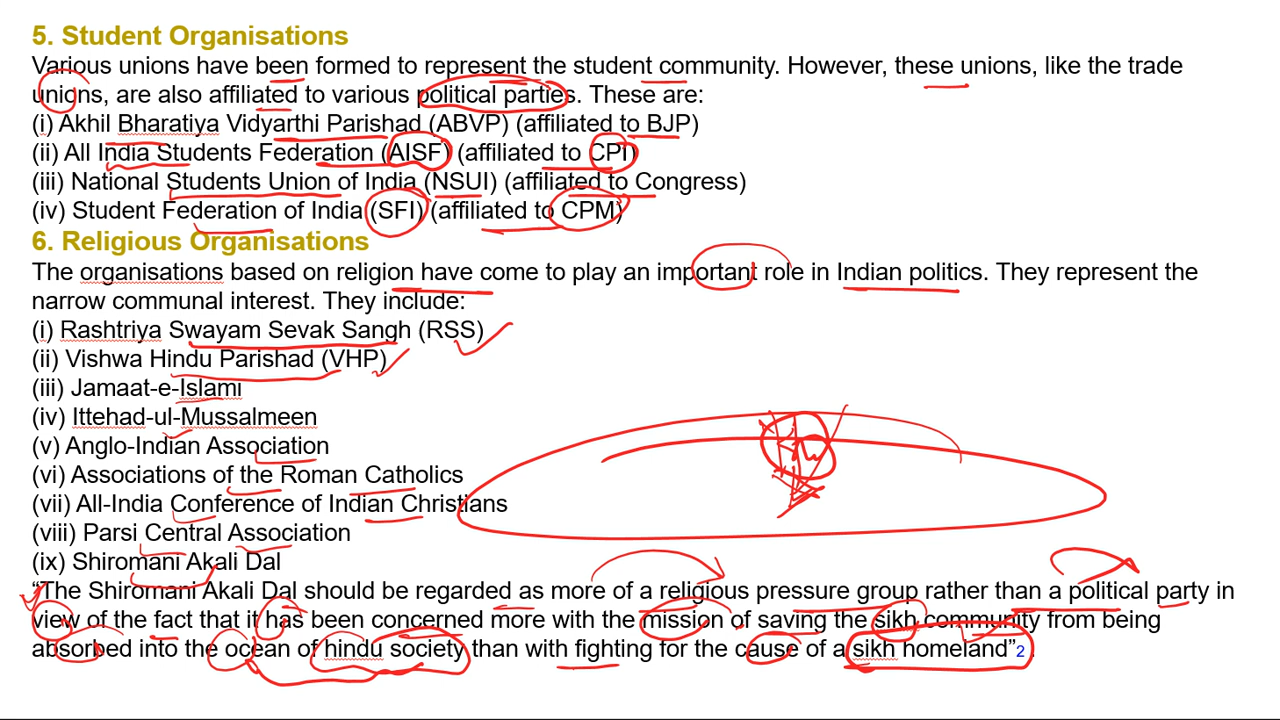 5. Student Organisations
Various unions have been formed to represent the student community. However, these unions, like the trade
unions, are also affiliated to various political parties. These are:
(i) Akhil Bharatiya Vidyarthi Parishad (ABVP) (affiliated to BJP)
(ii) All India Students Federation (AISF) (affiliated to CPI)
(iii) National Students Union of India (NSUI) (affiliated to Congress)
(iv) Student Federation of India (SFI) (affiliated to CPM)
6. Religious Organisations
The organisations based on religion have come to play an important role in Indian politics. They represent the
narrow communal interest. They include:
(i) Rashtriya Swayam Sevak Sangh (RSS)
(ii) Vishwa Hindu Parishad (VHP)
(iii) Jamaat-e-Islami
(iv) Ittehad-ul-Mussalmeen
(v) Anglo-Indian Association
(vi) Associations of the Roman Catholics
(vii) All-India Conference of Indian Christians
(viii) Parsi Central Association
(ix) Shiromani Akali Dal
“The Shiromani Akali Dal should be regarded as more of a religious pressure group rather than a political party in
view of the fact that it has been concerned more with the mission of saving the sikh community from being
absorbed into the ocean of hindu society than with fighting for the cause of a sikh homeland”2